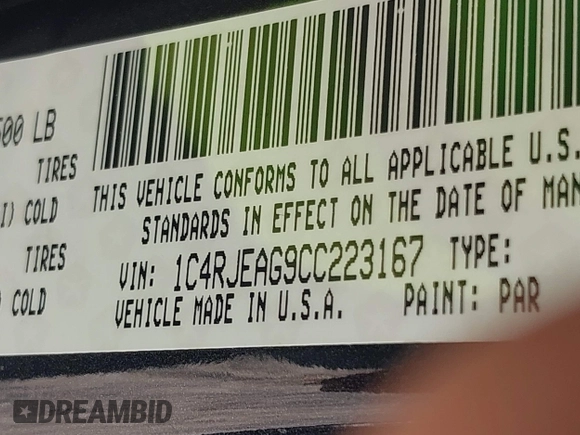 500 LB
TIRES
THIS VEHICLE CONFORMS TO ALL APPLICABLE U.S.
I) COLD
STANDARDS IN EFFECT ON THE DATE OF MAN
TIRES
VIN: 1C4RJEAG9CC223167 TYPE:
) COLD
VEHICLE MADE IN U.S.A. PAINT: PAR
DREAMBID